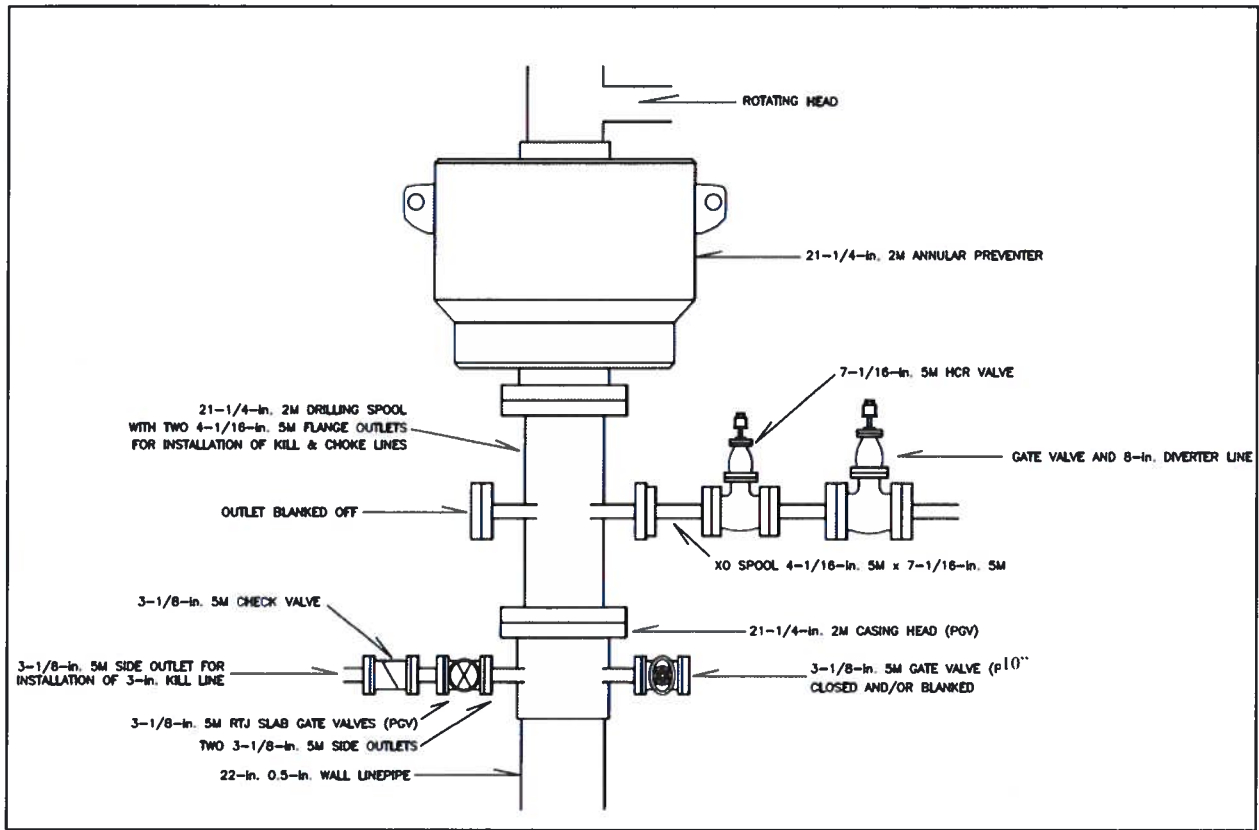 ROTATING HEAD
21-1/4-in. 2M ANNULAR PREVENTER
7-1/16-in. 5M HCR VALVE
21-1/4-in. 2M DRILLING SPOOL
WITH TWO 4-1/16-in. 5M FLANGE OUTLETS
FOR INSTALLATION OF KILL & CHOKE LINES
GATE VALVE AND 8-in. DIVERTER LINE
OUTLET BLANKED OFF
XO SPOOL 4-1/16-in. 5M x 7-1/16-in. 5M
3-1/8-in. 5M CHECK VALVE
21-1/4-in. 2M CASING HEAD (PGV)
3-1/8-in. 5M SIDE OUTLET FOR
INSTALLATION OF 3-in. KILL LINE
3-1/8-in. 5M GATE VALVE (P10"
CLOSED AND/OR BLANKED
3-1/8-in. 5M RTJ SLAB GATE VALVES (PGV)
TWO 3-1/8-in. 5M SIDE OUTLETS
22-in. 0.5-in. WALL LINEPIPE